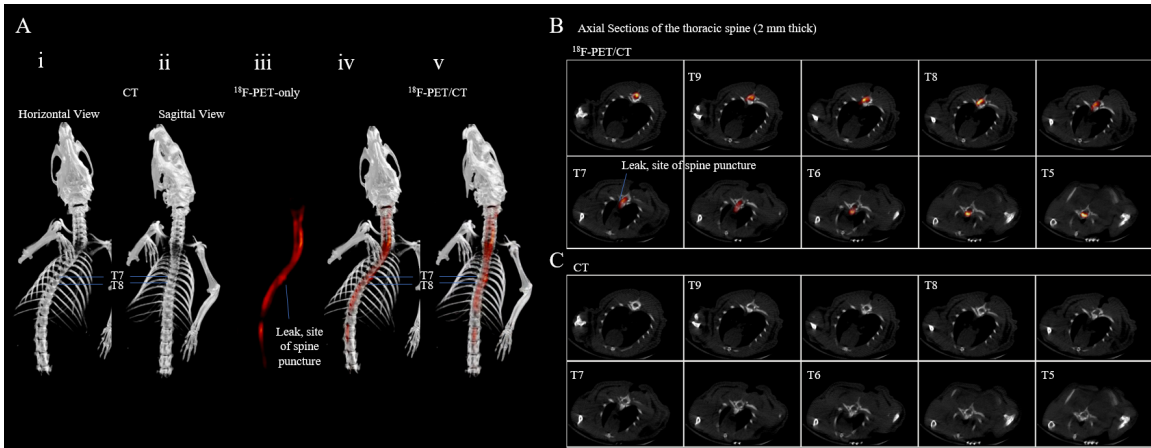 A
i
ii
iii
iv
v
CT
¹⁸F-PET-only
¹⁸F-PET/CT
Horizontal View
Sagittal View
T7
T8
T7
T8
Leak, site
of spine
puncture
B
Axial Sections of the thoracic spine (2 mm thick)
¹⁸F-PET/CT
T9
T8
T7
Leak, site of spine puncture
T6
T5
C
CT
T9
T8
T7
T6
T5